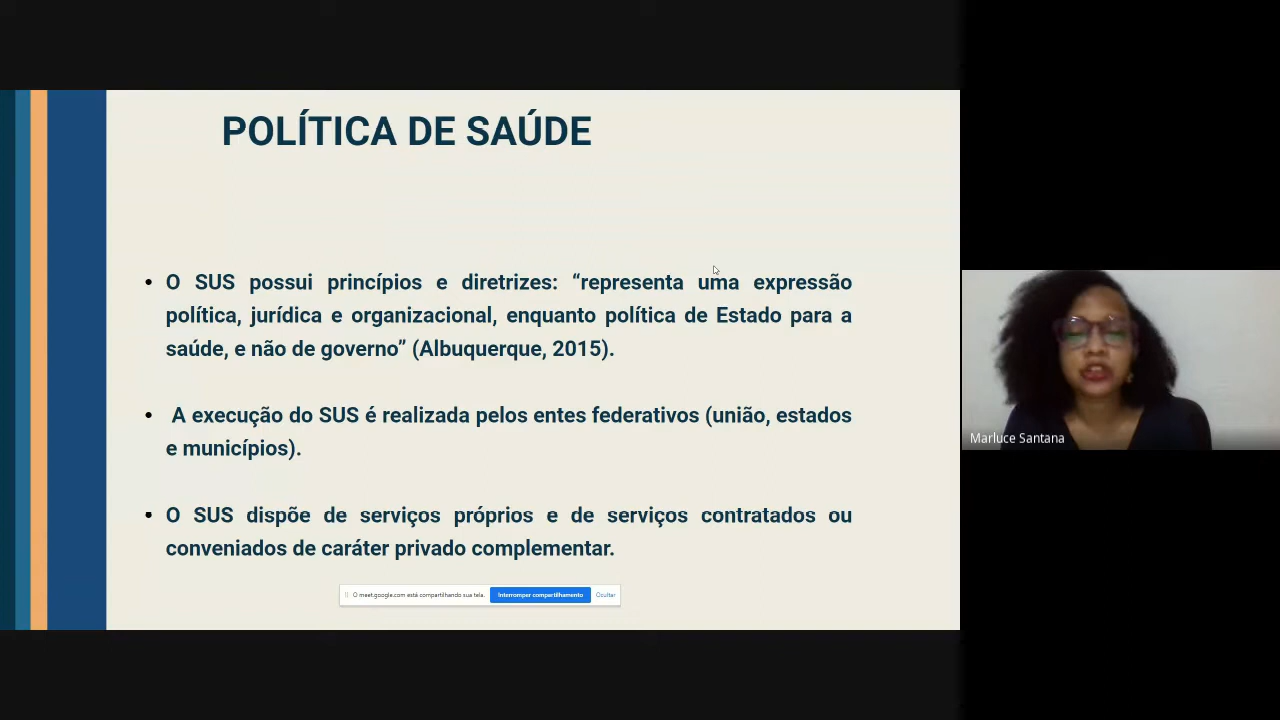 POLÍTICA DE SAÚDE
• O SUS possui princípios e diretrizes: “representa uma expressão
política, jurídica e organizacional, enquanto política de Estado para a
saúde, e não de governo” (Albuquerque, 2015).
• A execução do SUS é realizada pelos entes federativos (união, estados
e municípios).
• O SUS dispõe de serviços próprios e de serviços contratados ou
conveniados de caráter privado complementar.
O meet.google.com está compartilhando sua tela. Interromper compartilhamento Ocultar
Marluce Santana